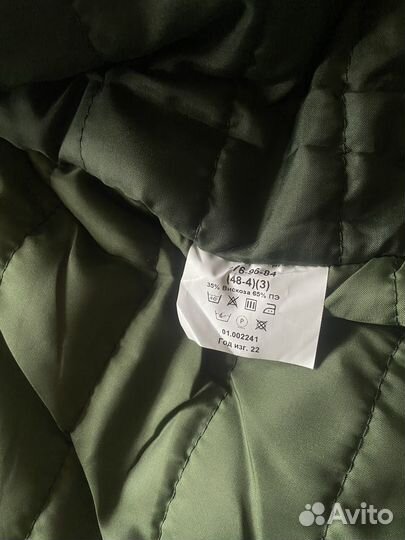 (48-4)(3)
35% Вискоза 65% ПЭ
01.002241
Год изг. 22
Avito